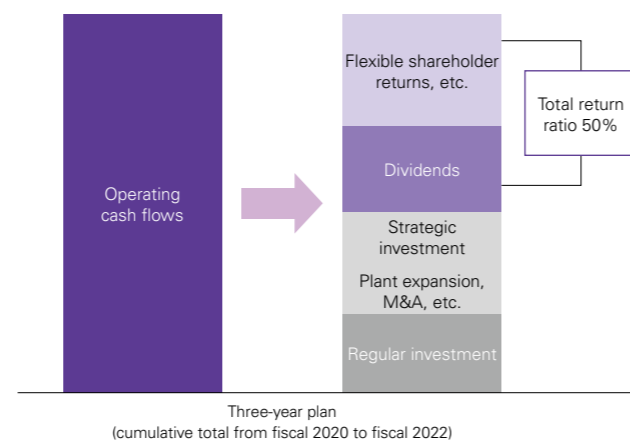 Operating
cash flows
Flexible shareholder
returns, etc.
Dividends
Strategic
investment
Plant expansion,
M&A, etc.
Regular investment
Total return
ratio 50%
Three-year plan
(cumulative total from fiscal 2020 to fiscal 2022)